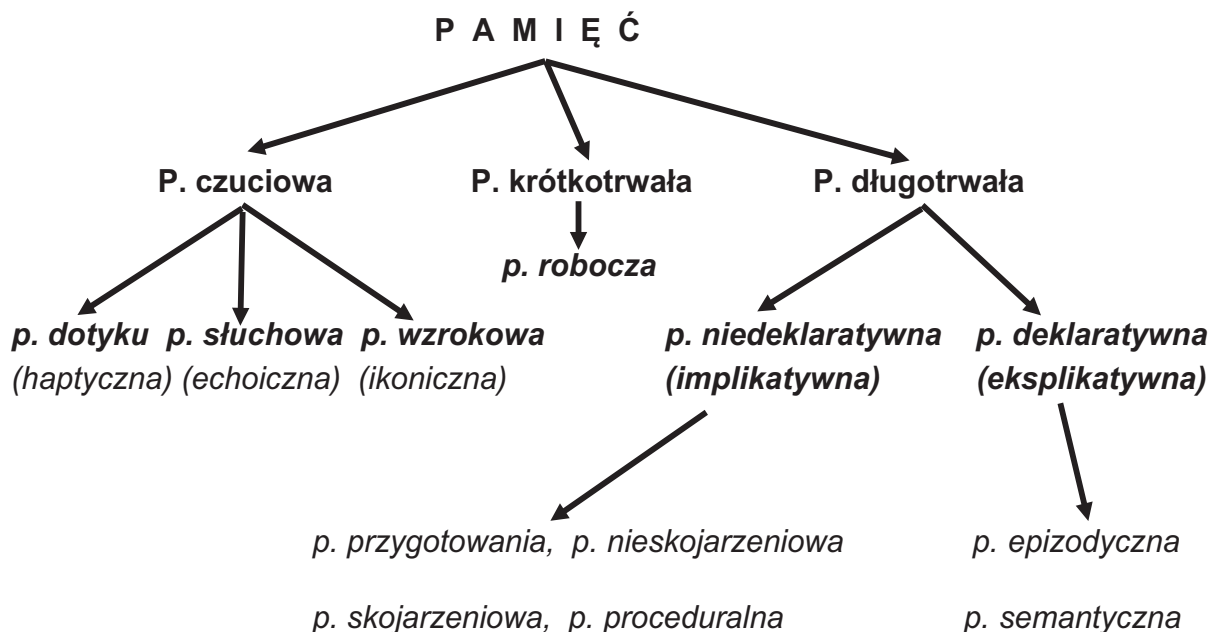 P A M I Ę Ć
P. czuciowa P. krótkotrwała P. długotrwała
p. robocza
p. dotyku p. słuchowa p. wzrokowa p. niedeklaratywna p. deklaratywna
(haptyczna) (echoiczna) (ikoniczna) (implikatywna) (eksplikatywna)
p. przygotowania, p. nieskojarzeniowa p. epizodyczna
p. skojarzeniowa, p. proceduralna p. semantyczna